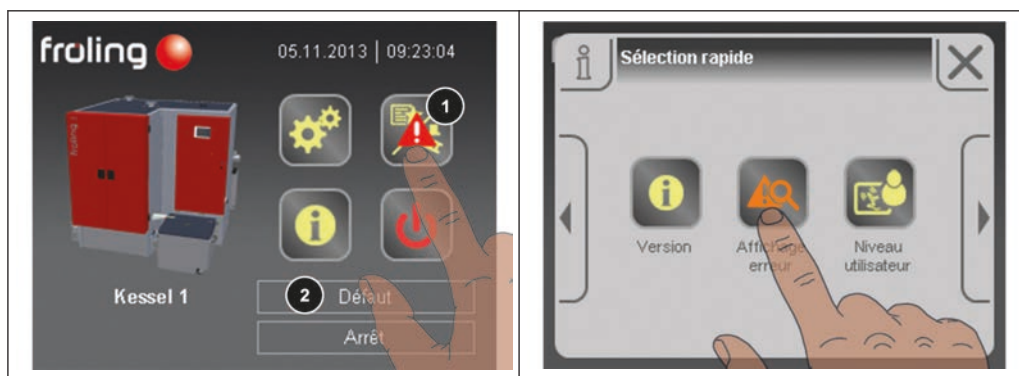 froling
05.11.2013 | 09:23:04
1
Kessel 1
2 Défaut
Arrêt
Sélection rapide
Version
Affichage
erreur
Niveau
utilisateur